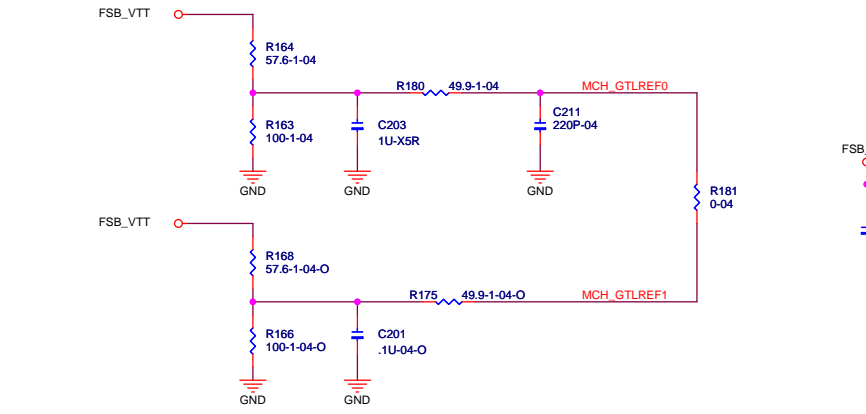 FSB_VTT
R164
57.6-1-04
R180 49.9-1-04
MCH_GTLREF0
R163
100-1-04
C203
1U-X5R
C211
220P-04
GND
GND
GND
FSB_
R181
0-04
FSB_VTT
R168
57.6-1-04-O
R175 49.9-1-04-O
MCH_GTLREF1
R166
100-1-04-O
C201
.1U-04-O
GND
GND